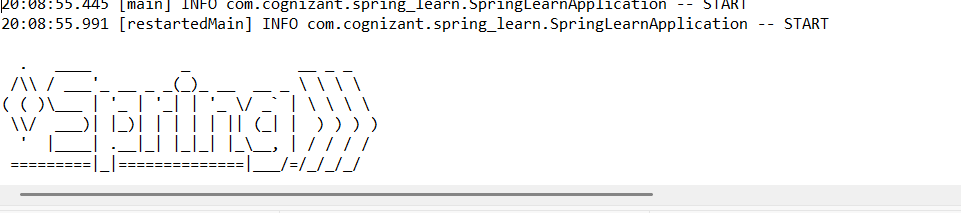 20:08:55.445 [main] INFO com.cognizant.spring_learn.SpringLearnApplication -- START
20:08:55.991 [restartedMain] INFO com.cognizant.spring_learn.SpringLearnApplication -- START

  .   ____          _            __ _ _
 /\\ / ___'_ __ _ _(_)_ __  __ _ \ \ \ \
( ( )\___ | '_ | '_| | '_ \/ _` | \ \ \ \
 \\/  ___)| |_)| | | | | || (_| |  ) ) ) )
  '  |____| .__|_| |_|_| |_\__, | / / / /
 =========|_|==============|___/=/_/_/_/